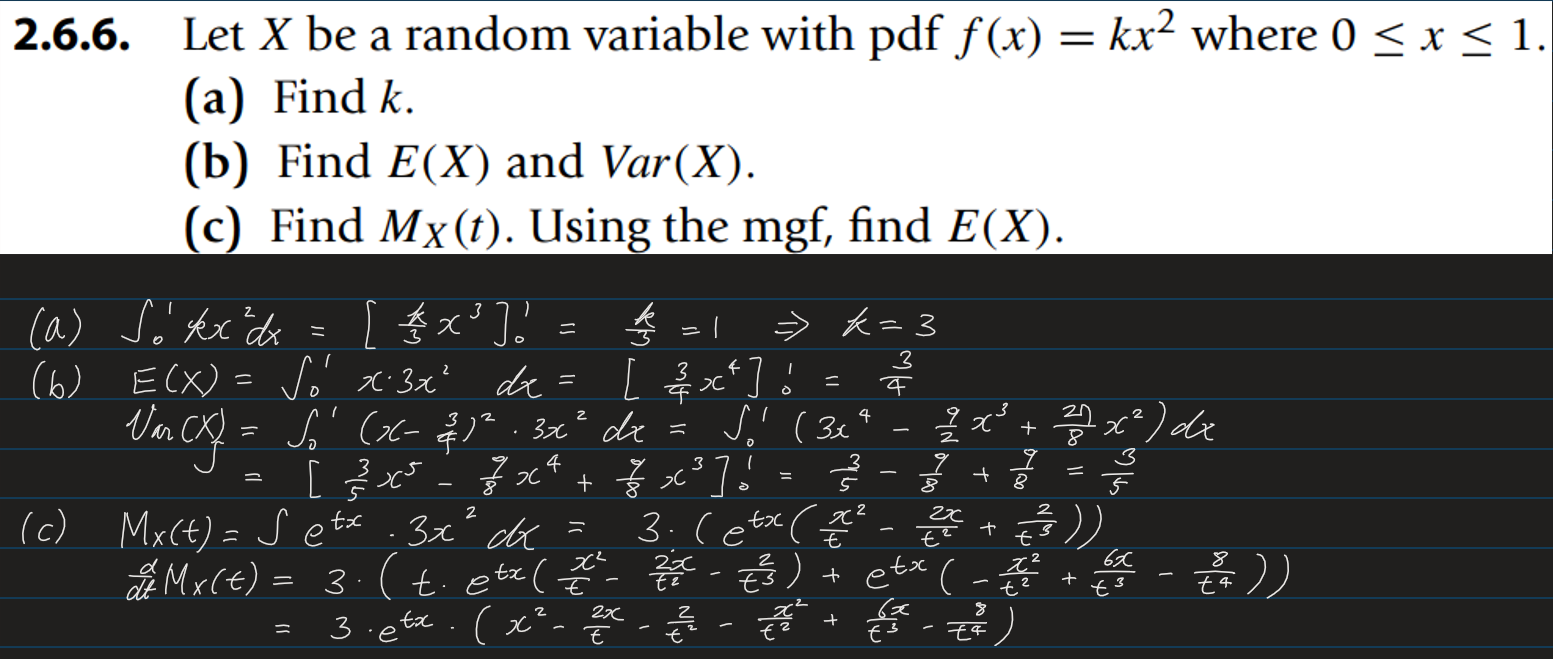 2.6.6. Let X be a random variable with pdf f(x) = kx² where 0 ≤ x ≤ 1.
(a) Find k.
(b) Find E(X) and Var(X).
(c) Find M_X(t). Using the mgf, find E(X).
(a) ∫₀¹ kx² dx = [k/3 x³]₀¹ = k/3 = 1 ⇒ k = 3
(b) E(X) = ∫₀¹ x·3x² dx = [3/4 x⁴]₀¹ = 3/4
Var(X) = ∫₀¹ (x - 3/4)² · 3x² dx = ∫₀¹ (3x⁴ - 9/2 x³ + 27/8 x²) dx
= [3/5 x⁵ - 9/8 x⁴ + 9/8 x³]₀¹ = 3/5 - 9/8 + 9/8 = 3/5
(c) M_X(t) = ∫ e^{tx} · 3x² dx = 3·(e^{tx}(x²/t - 2x/t² + 2/t³))
d/dt M_X(t) = 3·(t·e^{tx}(x²/t - 2x/t² - 2/t³) + e^{tx}(-x²/t² + 6x/t³ - 8/t⁴))
= 3·e^{tx}·(x² - 2x/t - 2/t² - x²/t² + 6x/t³ - 8/t⁴)